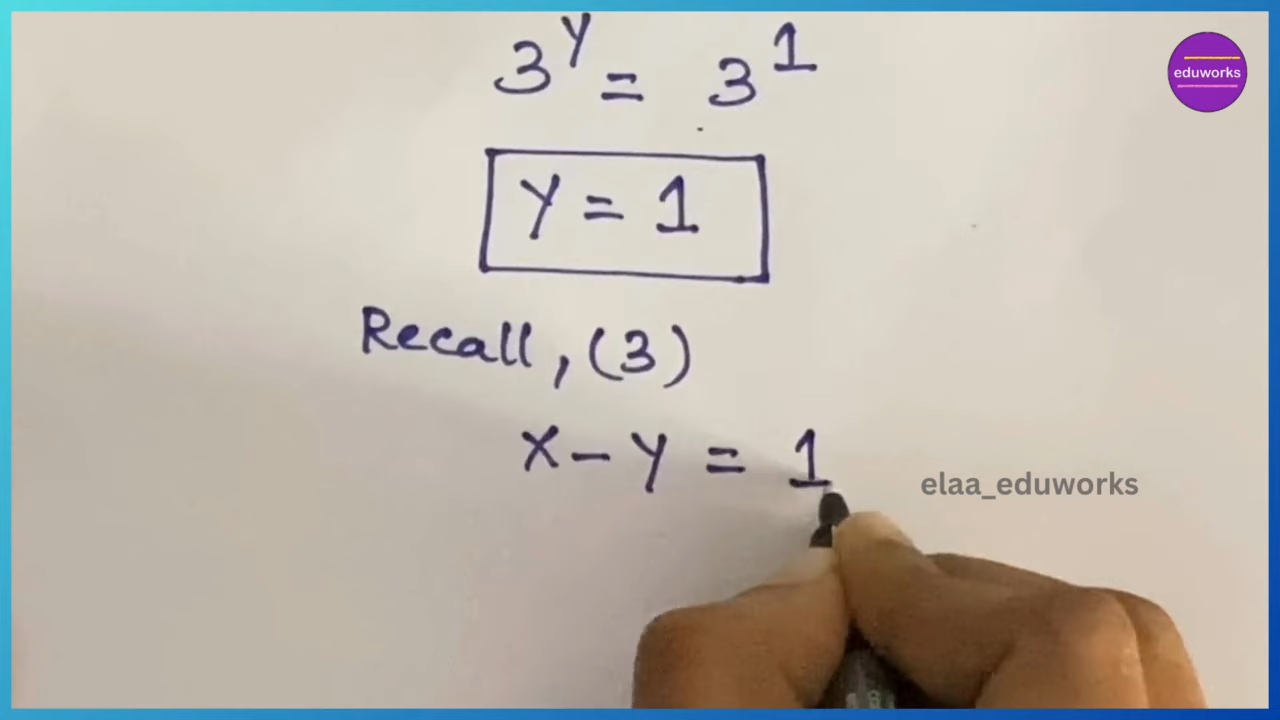 3^y = 3^1
eduworks
y = 1
Recall, (3)
x - y = 1
elaa_eduworks